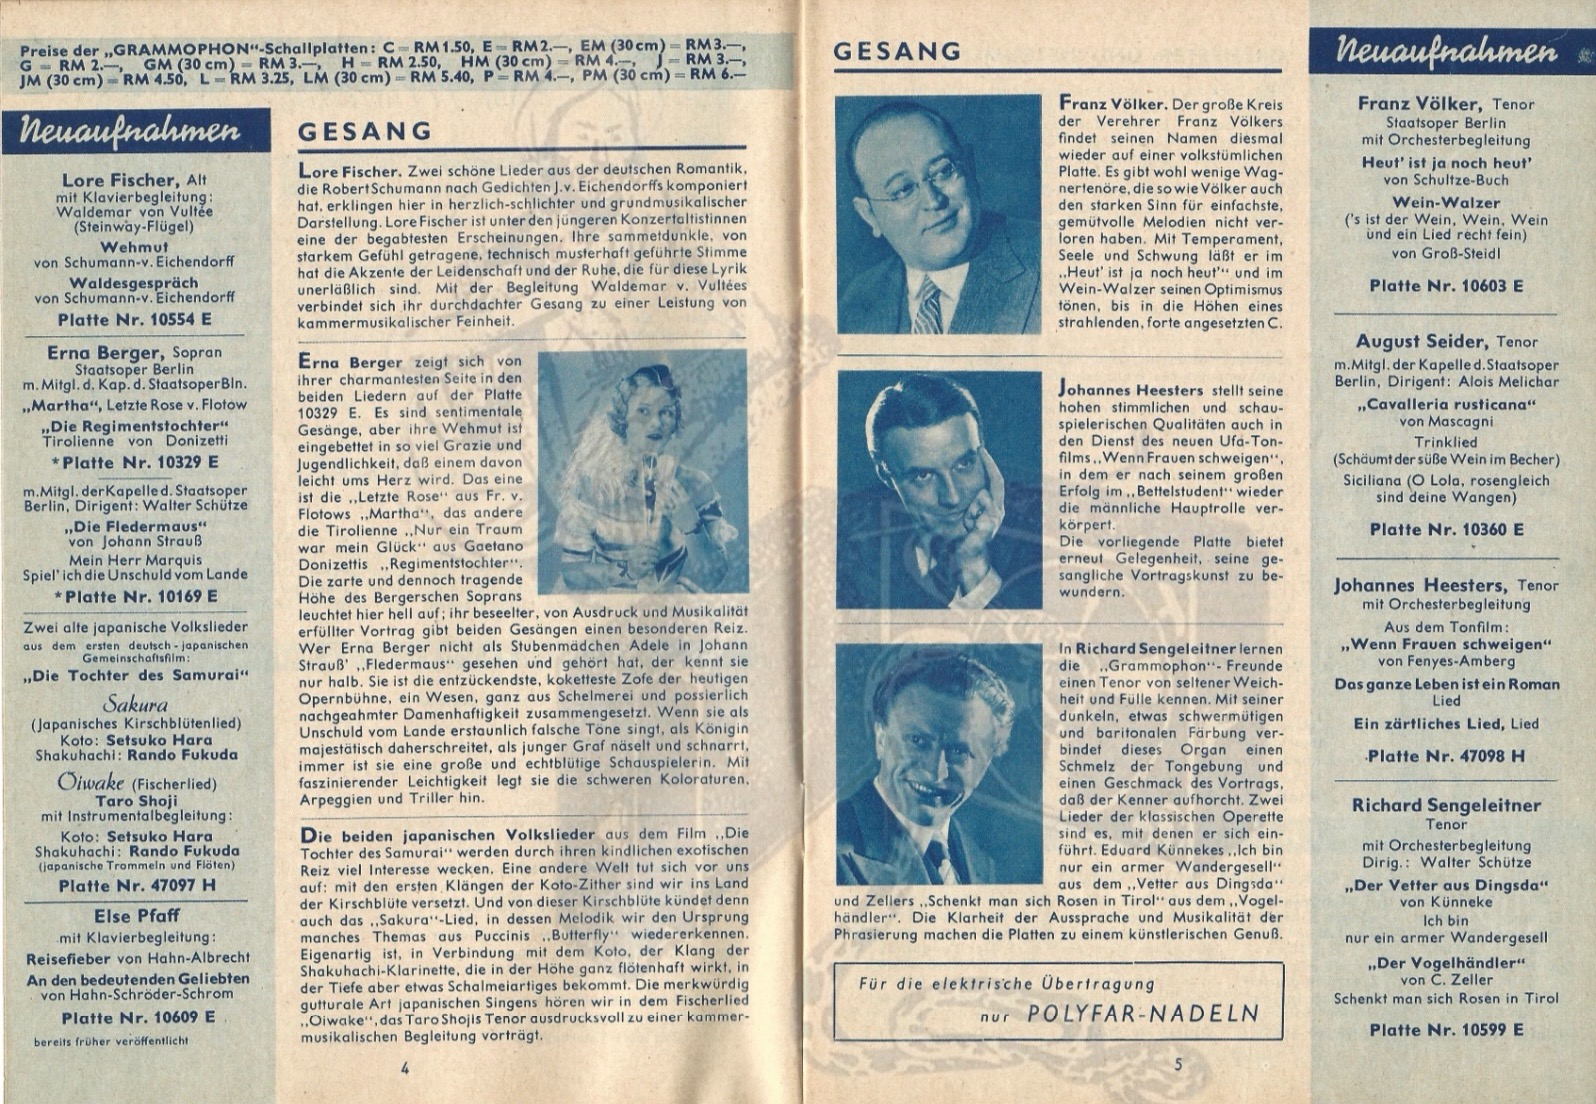 Preise der „GRAMMOPHON“-Schallplatten: C = RM 1.50, E = RM 2.—, EM (30 cm) = RM 3.—,
G = RM 2.—, GM (30 cm) = RM 3.—, H = RM 2.50, HM (30 cm) = RM 4.—, J = RM 3.—,
JM (30 cm) = RM 4.50, L = RM 3.25, LM (30 cm) = RM 5.40, P = RM 4.—, PM (30 cm) = RM 6.—
Neuaufnahmen
Lore Fischer, Alt
mit Klavierbegleitung:
Waldemar von Vultée
(Steinway-Flügel)
Wehmut
von Schumann-v. Eichendorff
Waldesgespräch
von Schumann-v. Eichendorff
Platte Nr. 10554 E
Erna Berger, Sopran
Staatsoper Berlin
m. Mitgl. d. Kap. d. Staatsoper Bln.
„Martha“, Letzte Rose v. Flotow
„Die Regimentstochter“
Tirolienne von Donizetti
*Platte Nr. 10329 E
m. Mitgl. der Kapelle d. Staatsoper
Berlin, Dirigent: Walter Schütze
„Die Fledermaus“
von Johann Strauß
Mein Herr Marquis
Spiel' ich die Unschuld vom Lande
*Platte Nr. 10169 E
Zwei alte japanische Volkslieder
aus dem ersten deutsch-japanischen
Gemeinschaftsfilm:
„Die Tochter des Samurai“
Sakura
(Japanisches Kirschblütenlied)
Koto: Setsuko Hara
Shakuhachi: Rando Fukuda
Oiwake (Fischerlied)
Taro Shoji
mit Instrumentalbegleitung:
Koto: Setsuko Hara
Shakuhachi: Rando Fukuda
(japanische Trommeln und Flöten)
Platte Nr. 47097 H
Else Pfaff
mit Klavierbegleitung:
Reisefieber von Hahn-Albrecht
An den bedeutenden Geliebten
von Hahn-Schröder-Schrom
Platte Nr. 10609 E
bereits früher veröffentlicht
GESANG
Lore Fischer. Zwei schöne Lieder aus der deutschen Romantik,
die Robert Schumann nach Gedichten J. v. Eichendorffs komponiert
hat, erklingen hier in herzlich-schlichter und grundmusikalischer
Darstellung. Lore Fischer ist unter den jüngeren Konzertaltistinnen
eine der begabtesten Erscheinungen. Ihre sammetdunkle, von
starkem Gefühl getragene, technisch musterhaft geführte Stimme
hat die Akzente der Leidenschaft und der Ruhe, die für diese Lyrik
unerläßlich sind. Mit der Begleitung Waldemar v. Vultées
verbindet sich ihr durchdachter Gesang zu einer Leistung von
kammermusikalischer Feinheit.
Erna Berger zeigt sich von
ihrer charmantesten Seite in den
beiden Liedern auf der Platte
10329 E. Es sind sentimentale
Gesänge, aber ihre Wehmut ist
eingebettet in so viel Grazie und
Jugendlichkeit, daß einem davon
leicht ums Herz wird. Das eine
ist die „Letzte Rose“ aus Fr. v.
Flotows „Martha“, das andere
die Tirolienne „Nur ein Traum
war mein Glück“ aus Gaetano
Donizettis „Regimentstochter“.
Die zarte und dennoch tragende
Höhe des Bergerschen Soprans
leuchtet hier hell auf; ihr beseelter, von Ausdruck und Musikalität
erfüllter Vortrag gibt beiden Gesängen einen besonderen Reiz.
Wer Erna Berger nicht als Stubenmädchen Adele in Johann
Strauß' „Fledermaus“ gesehen und gehört hat, der kennt sie
nur halb. Sie ist die entzückendste, koketteste Zofe der heutigen
Opernbühne, ein Wesen, ganz aus Schelmerei und possierlich
nachgeahmter Damenhaftigkeit zusammengesetzt. Wenn sie als
Unschuld vom Lande erstaunlich falsche Töne singt, als Königin
majestätisch daherschreitet, als junger Graf näselt und schnarrt,
immer ist sie eine große und echtblütige Schauspielerin. Mit
faszinierender Leichtigkeit legt sie die schweren Koloraturen,
Arpeggien und Triller hin.
Die beiden japanischen Volkslieder aus dem Film „Die
Tochter des Samurai“ werden durch ihren kindlichen exotischen
Reiz viel Interesse wecken. Eine andere Welt tut sich vor uns
auf: mit den ersten Klängen der Koto-Zither sind wir ins Land
der Kirschblüte versetzt. Und von dieser Kirschblüte kündet denn
auch das „Sakura“-Lied, in dessen Melodik wir den Ursprung
manches Themas aus Puccinis „Butterfly“ wiedererkennen.
Eigenartig ist, in Verbindung mit dem Koto, der Klang der
Shakuhachi-Klarinette, die in der Höhe ganz flötenhaft wirkt, in
der Tiefe aber etwas Schalmeiartiges bekommt. Die merkwürdig
gutturale Art japanischen Singens hören wir in dem Fischerlied
„Oiwake“, das Taro Shojis Tenor ausdrucksvoll zu einer kammer-
musikalischen Begleitung vorträgt.
4
GESANG
Franz Völker. Der große Kreis
der Verehrer Franz Völkers
findet seinen Namen diesmal
wieder auf einer volkstümlichen
Platte. Es gibt wohl wenige Wag-
nertenöre, die so wie Völker auch
den starken Sinn für einfachste,
gemütvolle Melodien nicht ver-
loren haben. Mit Temperament,
Seele und Schwung läßt er im
„Heut' ist ja noch heut'“ und im
Wein-Walzer seinen Optimismus
tönen, bis in die Höhen eines
strahlenden, forte angesetzten C.
Johannes Heesters stellt seine
hohen stimmlichen und schau-
spielerischen Qualitäten auch in
den Dienst des neuen Ufa-Ton-
films „Wenn Frauen schweigen“,
in dem er nach seinem großen
Erfolg im „Bettelstudent“ wieder
die männliche Hauptrolle ver-
körpert.
Die vorliegende Platte bietet
erneut Gelegenheit, seine ge-
sangliche Vortragskunst zu be-
wundern.
In Richard Sengeleitner lernen
die „Grammophon“-Freunde
einen Tenor von seltener Weich-
heit und Fülle kennen. Mit seiner
dunkeln, etwas schwermütigen
und baritonalen Färbung ver-
bindet dieses Organ einen
Schmelz der Tongebung und
einen Geschmack des Vortrags,
daß der Kenner aufhorcht. Zwei
Lieder der klassischen Operette
sind es, mit denen er sich ein-
führt. Eduard Künnekes „Ich bin
nur ein armer Wandergesell“
aus dem „Vetter aus Dingsda“
und Zellers „Schenkt man sich Rosen in Tirol“ aus dem „Vogel-
händler“. Die Klarheit der Aussprache und Musikalität der
Phrasierung machen die Platten zu einem künstlerischen Genuß.
Für die elektrische Übertragung
nur POLYFAR-NADELN
5
Neuaufnahmen
Franz Völker, Tenor
Staatsoper Berlin
mit Orchesterbegleitung
Heut' ist ja noch heut'
von Schultze-Buch
Wein-Walzer
('s ist der Wein, Wein, Wein
und ein Lied recht fein)
von Groß-Steidl
Platte Nr. 10603 E
August Seider, Tenor
m. Mitgl. der Kapelle d. Staatsoper
Berlin, Dirigent: Alois Melichar
„Cavalleria rusticana“
von Mascagni
Trinklied
(Schäumt der süße Wein im Becher)
Siciliana (O Lola, rosengleich
sind deine Wangen)
Platte Nr. 10360 E
Johannes Heesters, Tenor
mit Orchesterbegleitung
Aus dem Tonfilm:
„Wenn Frauen schweigen“
von Fenyes-Amberg
Das ganze Leben ist ein Roman
Lied
Ein zärtliches Lied, Lied
Platte Nr. 47098 H
Richard Sengeleitner
Tenor
mit Orchesterbegleitung
Dirig.: Walter Schütze
„Der Vetter aus Dingsda“
von Künneke
Ich bin
nur ein armer Wandergesell
„Der Vogelhändler“
von C. Zeller
Schenkt man sich Rosen in Tirol
Platte Nr. 10599 E